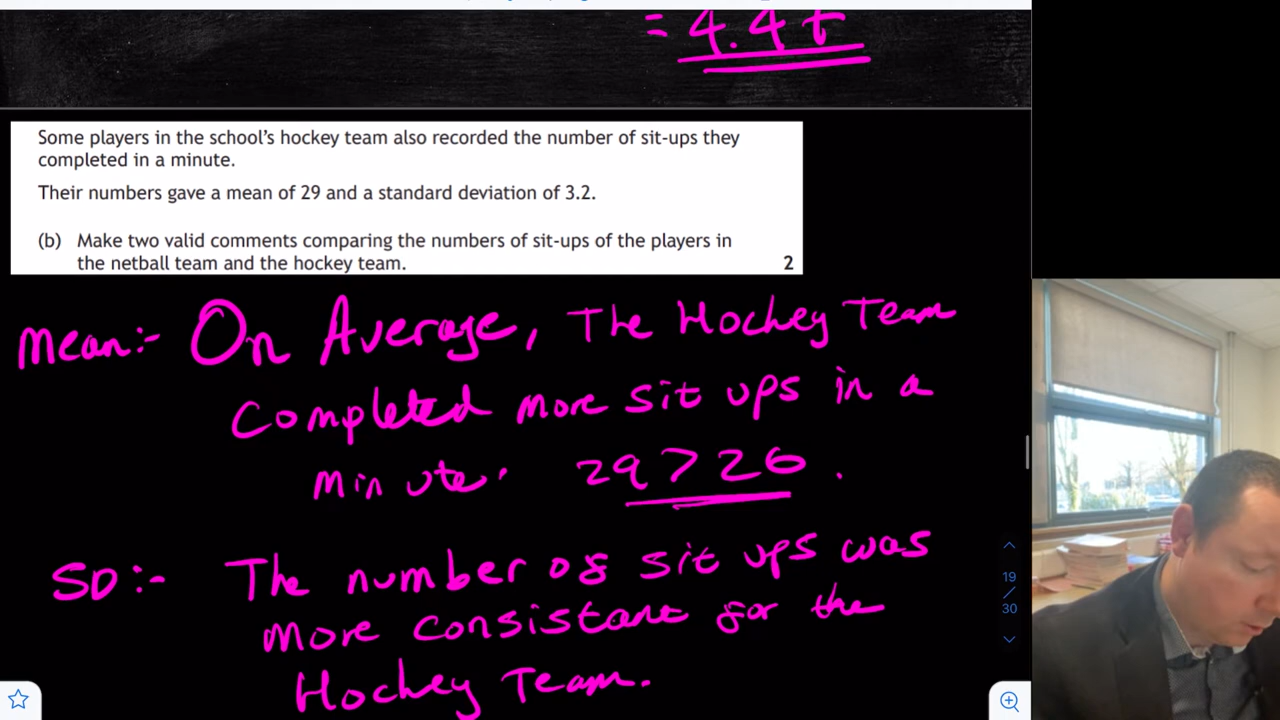 = 4.4t
Some players in the school's hockey team also recorded the number of sit-ups they
completed in a minute.
Their numbers gave a mean of 29 and a standard deviation of 3.2.
(b) Make two valid comments comparing the numbers of sit-ups of the players in
the netball team and the hockey team. 2
Mean:- On Average, The Hockey Team
Completed more sit ups in a
minute. 29 > 26.
SD:- The number of sit ups was
more consistant for the
Hockey Team.
19
/
30